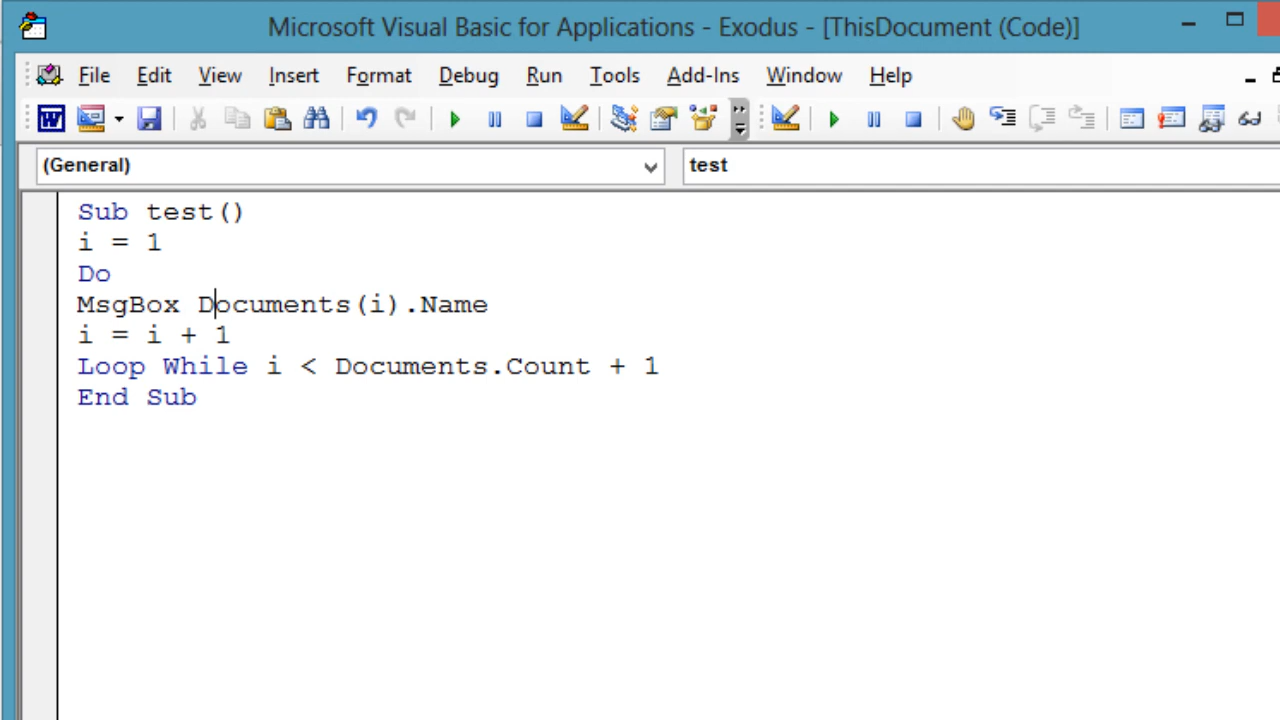 Microsoft Visual Basic for Applications - Exodus - [ThisDocument (Code)]
File Edit View Insert Format Debug Run Tools Add-Ins Window Help
W
(General) test
Sub test()
i = 1
Do
MsgBox Documents(i).Name
i = i + 1
Loop While i < Documents.Count + 1
End Sub